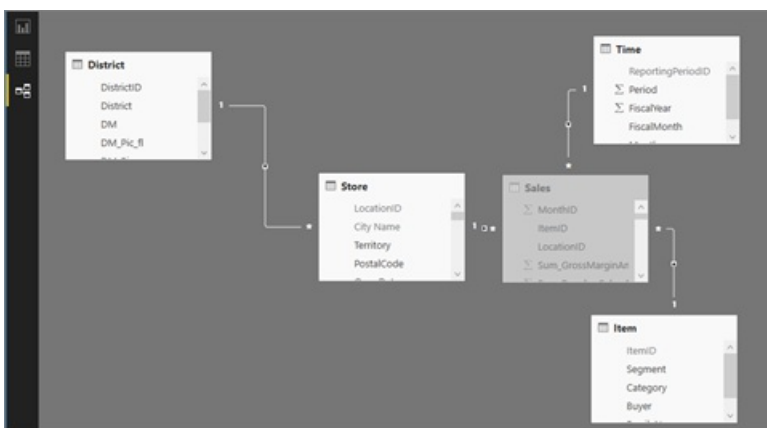 District
DistrictID
District
DM
DM_Pic_fl
1
*
Store
LocationID
City Name
Territory
PostalCode
1
*
Sales
Σ MonthID
ItemID
LocationID
Σ Sum_GrossMarginAm
*
1
Time
ReportingPeriodID
Σ Period
Σ FiscalYear
FiscalMonth
*
1
Item
ItemID
Segment
Category
Buyer